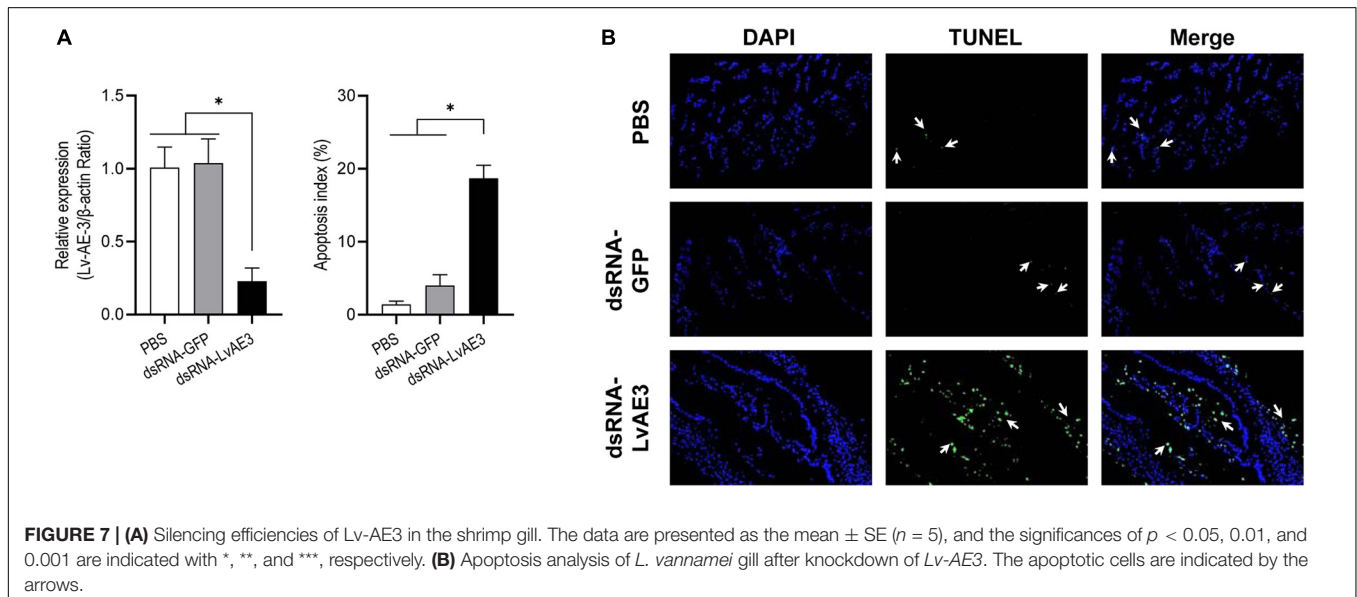 A
Relative expression
(Lv-AE-3/β-actin Ratio)
1.5
1.0
0.5
0.0
*
PBS
dsRNA-GFP
dsRNA-LvAE3
Apoptosis index (%)
30
20
10
0
*
PBS
dsRNA-GFP
dsRNA-LvAE3
B
DAPI
TUNEL
Merge
PBS
dsRNA-
GFP
dsRNA-
LvAE3
FIGURE 7 | (A) Silencing efficiencies of Lv-AE3 in the shrimp gill. The data are presented as the mean ± SE (n = 5), and the significances of p < 0.05, 0.01, and
0.001 are indicated with *, **, and ***, respectively. (B) Apoptosis analysis of L. vannamei gill after knockdown of Lv-AE3. The apoptotic cells are indicated by the
arrows.